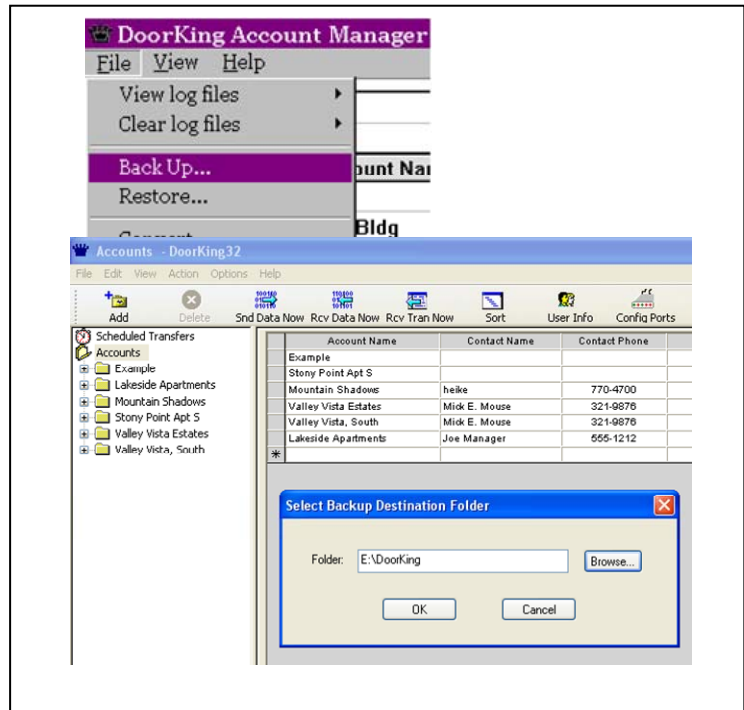 DoorKing Account Manager
File View Help
View log files
Clear log files
Back Up...
ount Nar
Restore...
Bldg
Accounts - DoorKing32
File Edit View Action Options Help
Add Delete Snd Data Now Rcv Data Now Rcv Tran Now Sort User Info Config Ports
Scheduled Transfers
Accounts
Example
Lakeside Apartments
Mountain Shadows
Stony Point Apt S
Valley Vista Estates
Valley Vista, South
Account Name Contact Name Contact Phone
Example
Stony Point Apt S
Mountain Shadows heike 770-4700
Valley Vista Estates Mick E. Mouse 321-9876
Valley Vista, South Mick E. Mouse 321-9876
Lakeside Apartments Joe Manager 555-1212
Select Backup Destination Folder
Folder: E:\DoorKing Browse...
OK Cancel